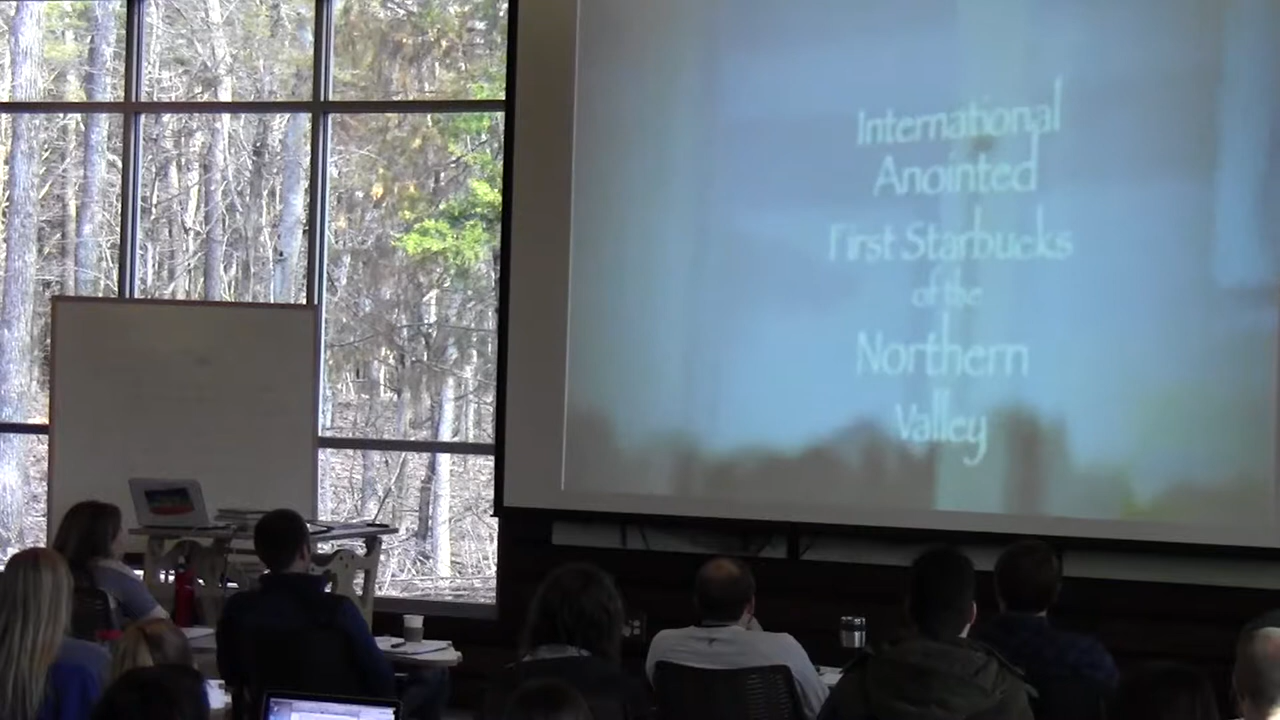 International
Anointed
First Starbucks
of the
Northern
Valley